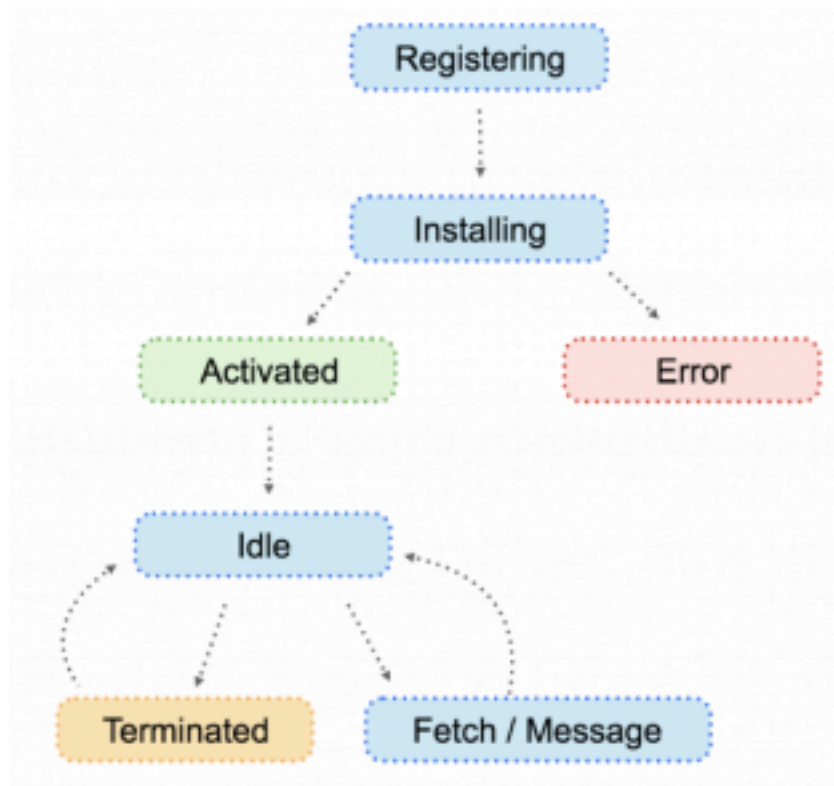 Registering
Installing
Activated
Error
Idle
Terminated
Fetch / Message